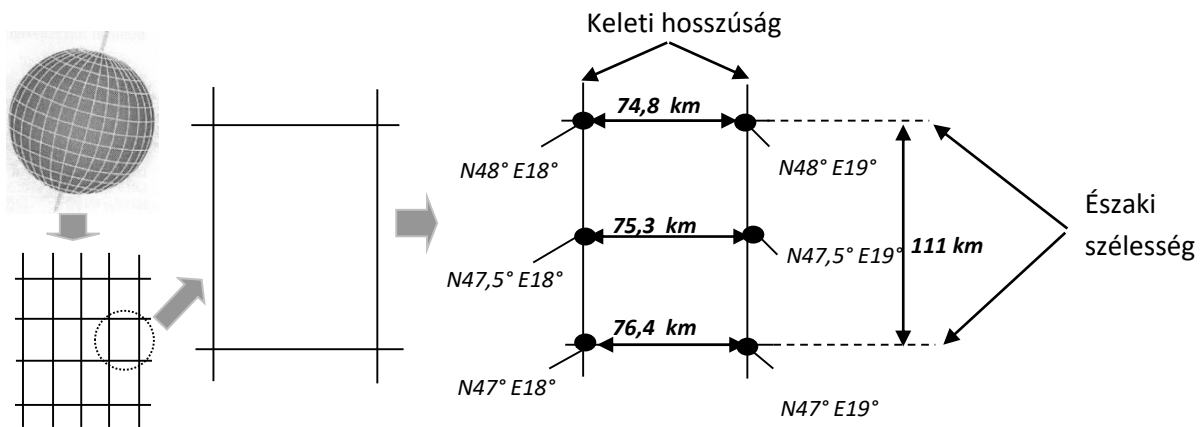 Keleti hosszúság
74,8 km
N48° E18°
N48° E19°
Északi
szélesség
75,3 km
N47,5° E18°
N47,5° E19°
111 km
76,4 km
N47° E18°
N47° E19°